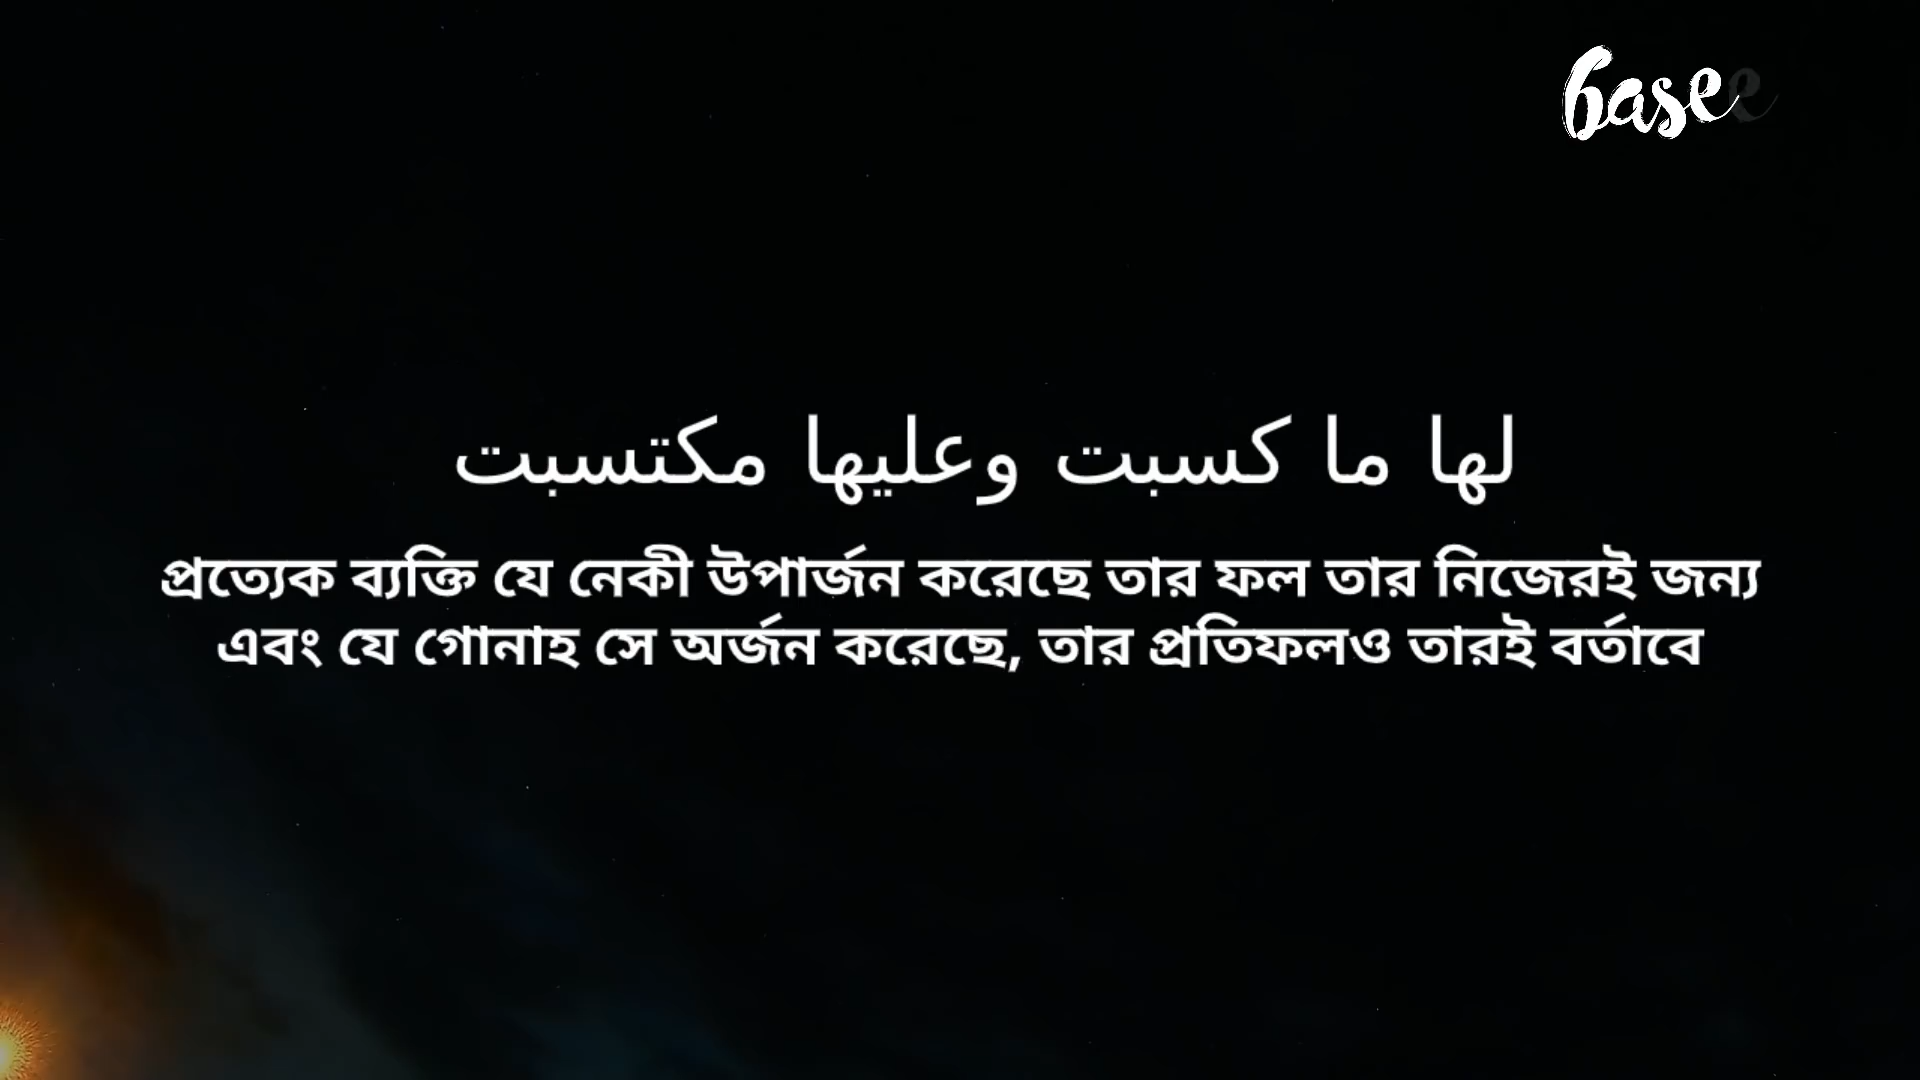 basee
لها ما كسبت وعليها مكتسبت
প্রত্যেক ব্যক্তি যে নেকী উপার্জন করেছে তার ফল তার নিজেরই জন্য
এবং যে গোনাহ সে অর্জন করেছে, তার প্রতিফলও তারই বর্তাবে